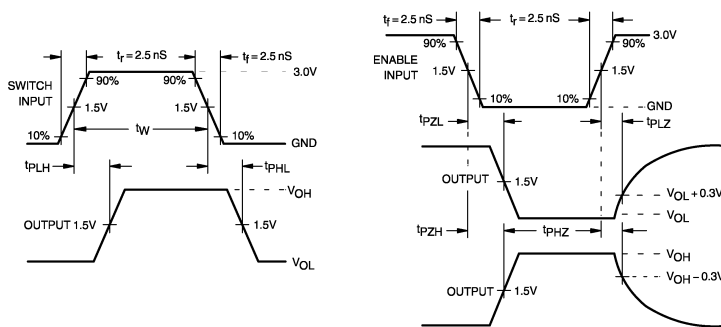 tr = 2.5 nS
tf = 2.5 nS
SWITCH INPUT
90%
90%
3.0V
1.5V
1.5V
10%
tW
10%
GND
tPLH
tPHL
VOH
OUTPUT 1.5V
1.5V
VOL
tf = 2.5 nS
tr = 2.5 nS
3.0V
90%
90%
ENABLE INPUT
1.5V
1.5V
10%
10%
GND
tPZL
tPLZ
OUTPUT
1.5V
VOL + 0.3V
VOL
tPZH
tPHZ
VOH
VOH – 0.3V
OUTPUT
1.5V